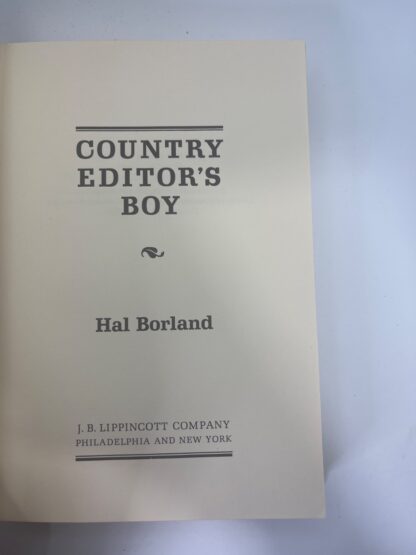 COUNTRY
EDITOR'S
BOY
Hal Borland
J. B. LIPPINCOTT COMPANY
PHILADELPHIA AND NEW YORK